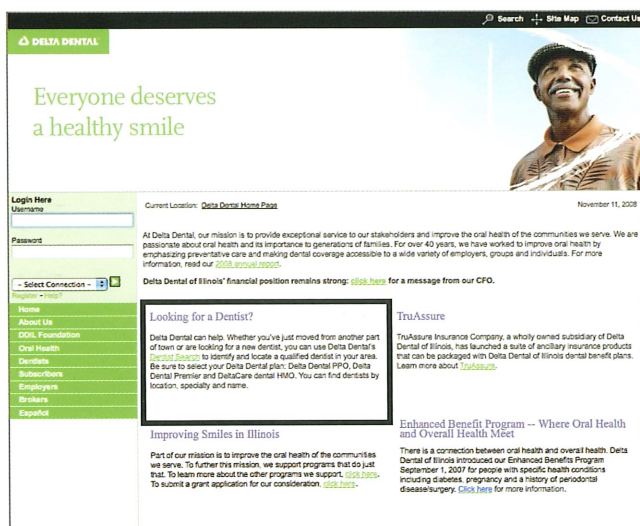 Search Site Map Contact Us
DELTA DENTAL
Everyone deserves
a healthy smile
Login Here
Username
Password
- Select Connection -
Register - Help?
Home
About Us
DDIL Foundation
Oral Health
Dentists
Subscribers
Employers
Brokers
Español
Current Location: Delta Dental Home Page
November 11, 2008
At Delta Dental, our mission is to provide exceptional service to our stakeholders and improve the oral health of the communities we serve. We are
passionate about oral health and its importance to generations of families. For over 40 years, we have worked to improve oral health by
emphasizing preventative care and making dental coverage accessible to a wide variety of employers, groups and individuals. For more
information, read our 2008 annual report.
Delta Dental of Illinois' financial position remains strong: click here for a message from our CFO.
Looking for a Dentist?
Delta Dental can help. Whether you've just moved from another part
of town or are looking for a new dentist, you can use Delta Dental's
Dentist Search to identify and locate a qualified dentist in your area.
Be sure to select your Delta Dental plan: Delta Dental PPO, Delta
Dental Premier and DeltaCare dental HMO. You can find dentists by
location, specialty and name.
TruAssure
TruAssure Insurance Company, a wholly owned subsidiary of Delta
Dental of Illinois, has launched a suite of ancillary insurance products
that can be packaged with Delta Dental of Illinois dental benefit plans.
Learn more about TruAssure.
Improving Smiles in Illinois
Part of our mission is to improve the oral health of the communities
we serve. To further this mission, we support programs that do just
that. To learn more about the other programs we support, click here.
To submit a grant application for our consideration, click here.
Enhanced Benefit Program -- Where Oral Health
and Overall Health Meet
There is a connection between oral health and overall health. Delta
Dental of Illinois introduced our Enhanced Benefits Program
September 1, 2007 for people with specific health conditions
including diabetes, pregnancy and a history of periodontal
disease/surgery. Click here for more information.